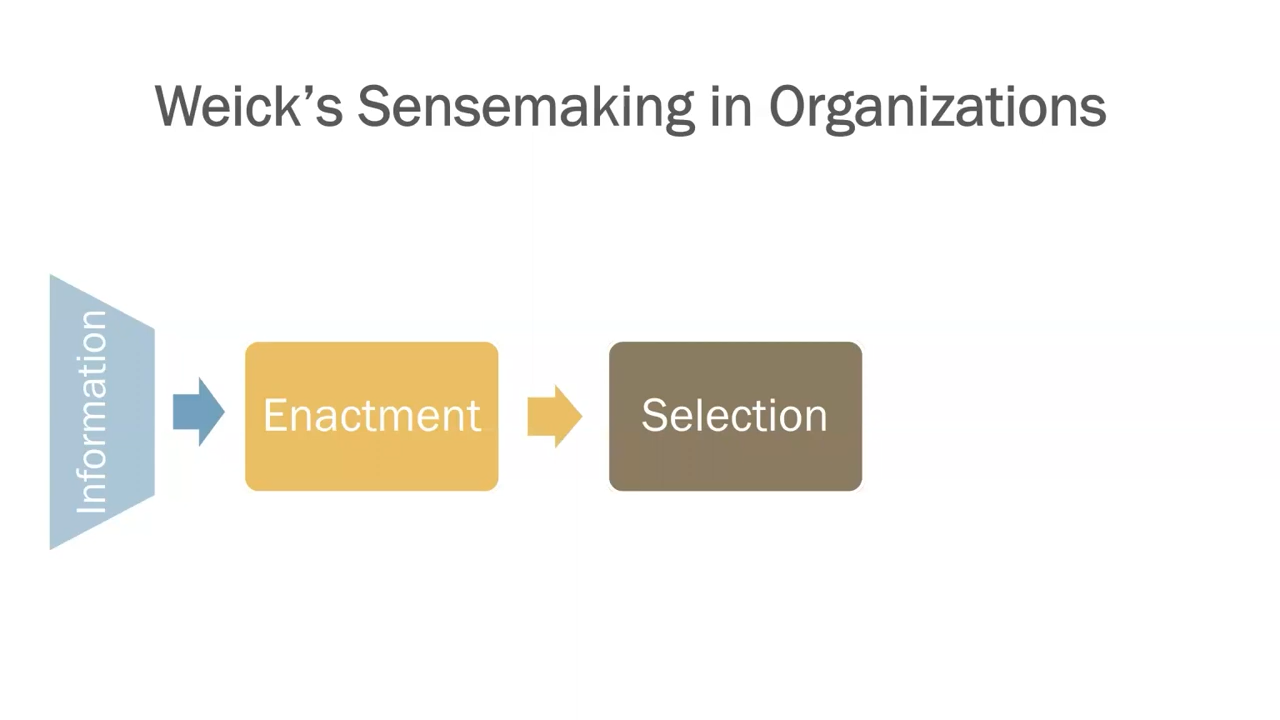 Weick’s Sensemaking in Organizations
Information
Enactment
Selection